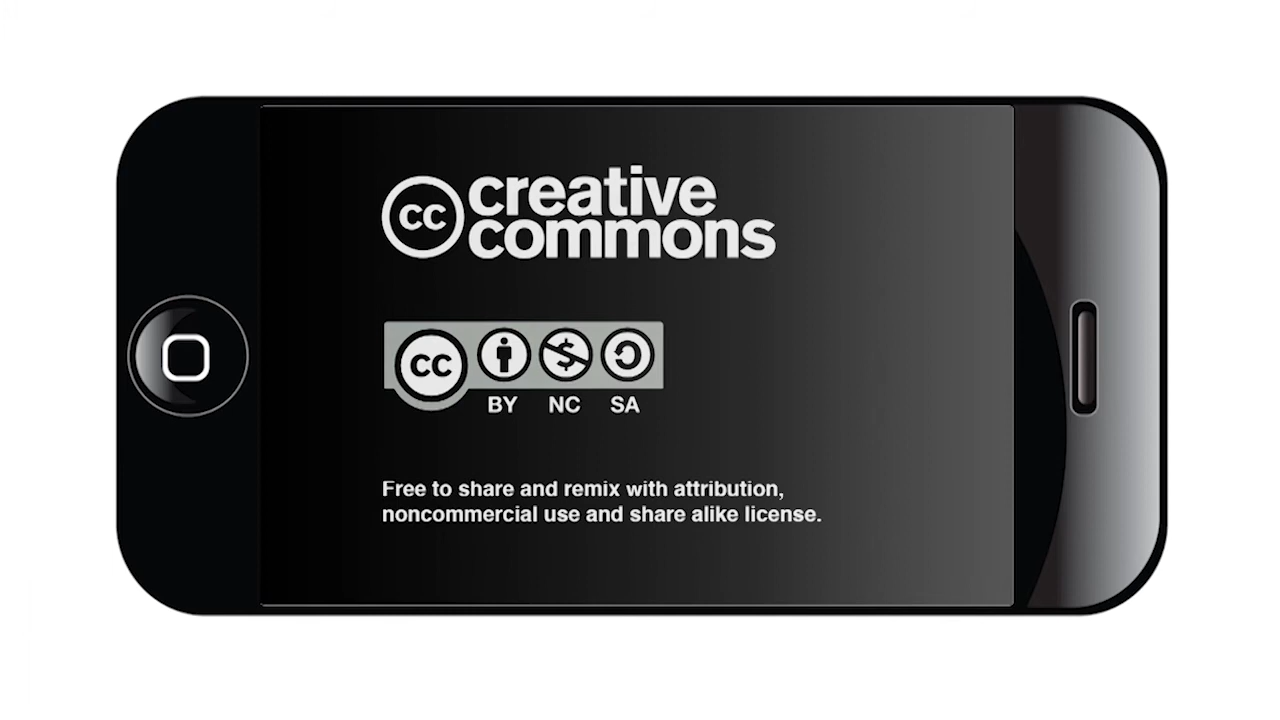 cc creative
commons
cc
BY NC SA
Free to share and remix with attribution,
noncommercial use and share alike license.